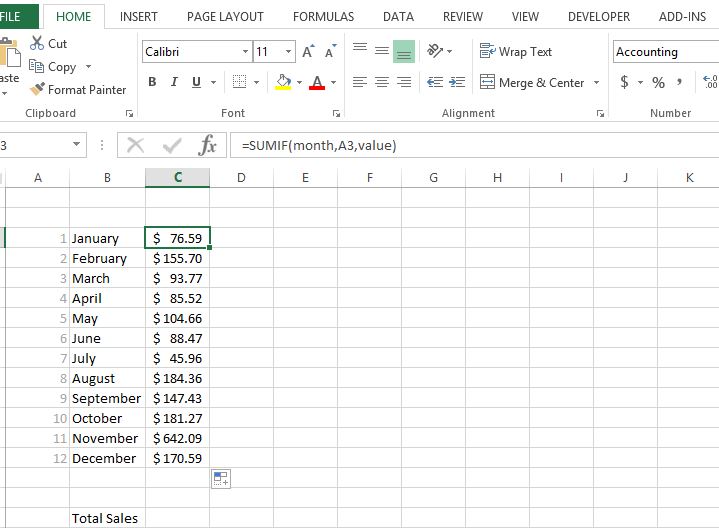 FILE HOME INSERT PAGE LAYOUT FORMULAS DATA REVIEW VIEW DEVELOPER ADD-INS
Cut
Copy
Format Painter
aste
Calibri 11
B I U
Wrap Text
Merge & Center
Accounting
$ % ,
Clipboard Font Alignment Number
3 fx =SUMIF(month,A3,value)
A B C D E F G H I J K
1 January $ 76.59
2 February $ 155.70
3 March $ 93.77
4 April $ 85.52
5 May $ 104.66
6 June $ 88.47
7 July $ 45.96
8 August $ 184.36
9 September $ 147.43
10 October $ 181.27
11 November $ 642.09
12 December $ 170.59
Total Sales